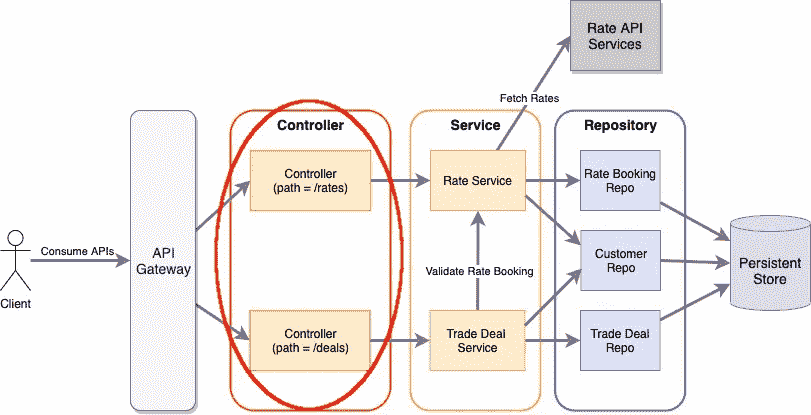 Rate API
Services
Fetch Rates
Controller
Service
Repository
Controller
(path = /rates)
Rate Service
Rate Booking
Repo
Consume APIs
API
Gateway
Validate Rate Booking
Customer
Repo
Persistent
Store
Client
Controller
(path = /deals)
Trade Deal
Service
Trade Deal
Repo